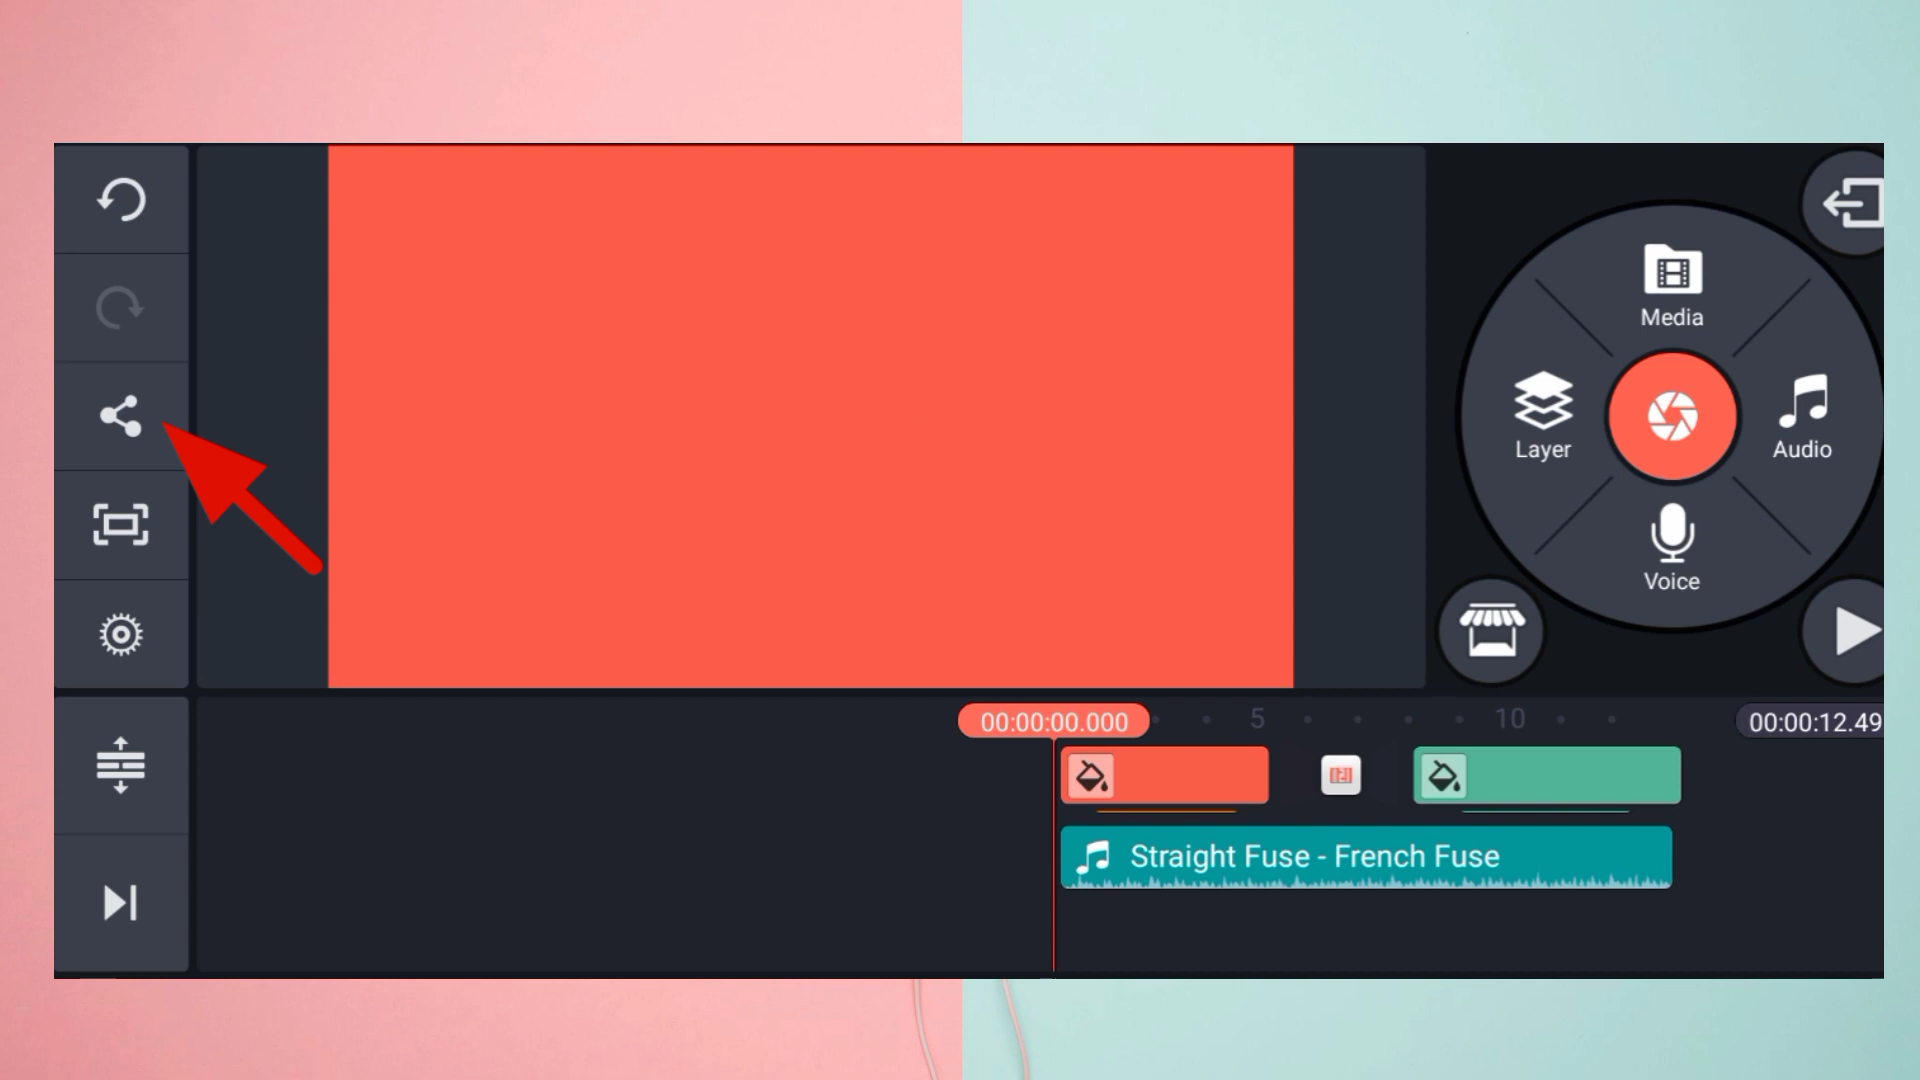 Media
Layer
Audio
Voice
00:00:00.000
5
10
00:00:12.49
Straight Fuse - French Fuse